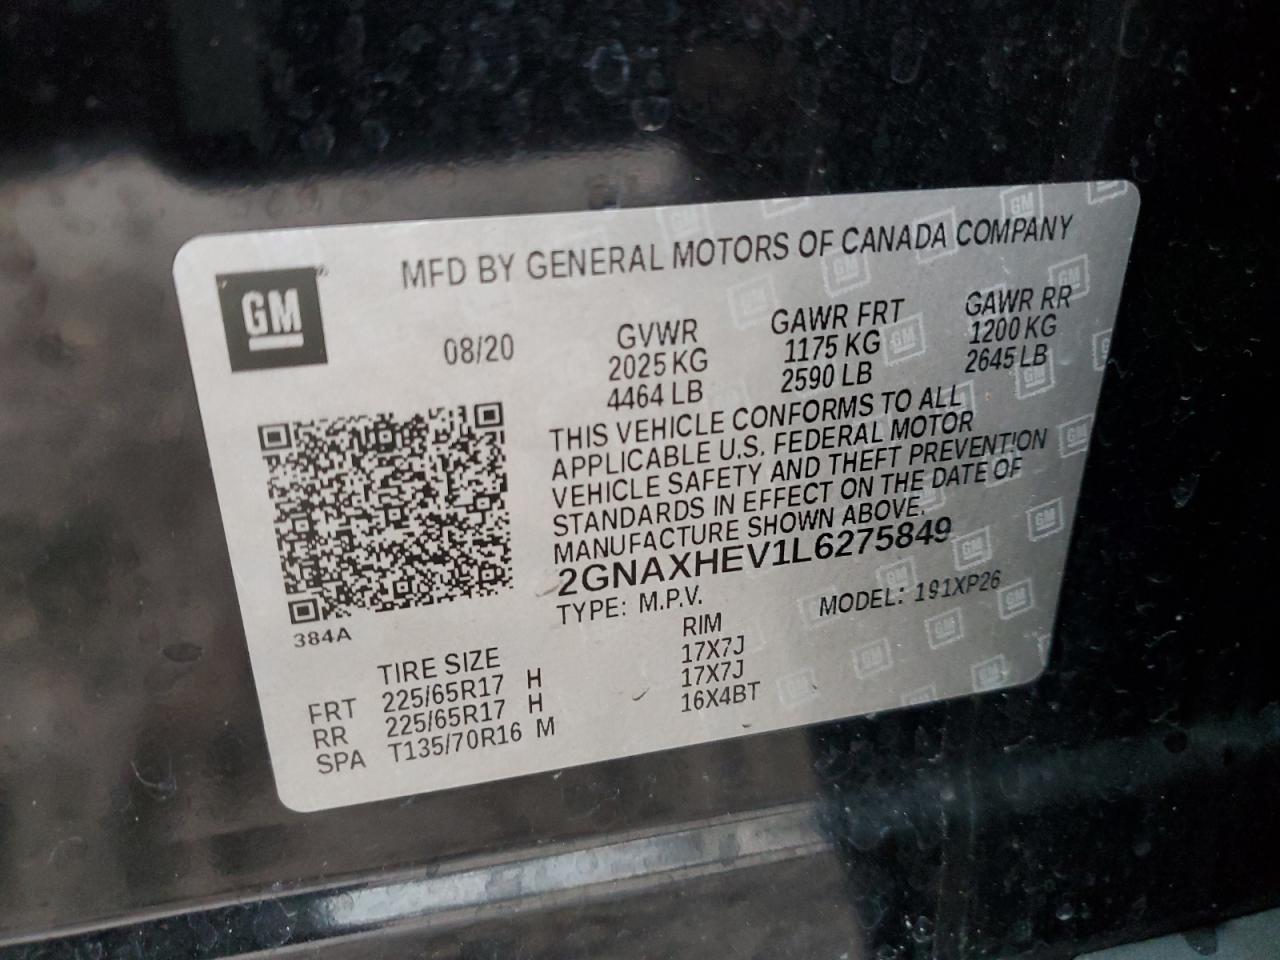 MFD BY GENERAL MOTORS OF CANADA COMPANY
GM
08/20
GVWR GAWR FRT GAWR RR
2025 KG 1175 KG 1200 KG
4464 LB 2590 LB 2645 LB
THIS VEHICLE CONFORMS TO ALL
APPLICABLE U.S. FEDERAL MOTOR
VEHICLE SAFETY AND THEFT PREVENTION
STANDARDS IN EFFECT ON THE DATE OF
MANUFACTURE SHOWN ABOVE.
2GNAXHEV1L6275849
TYPE: M.P.V. MODEL: 191XP26
384A
TIRE SIZE RIM
FRT 225/65R17 H 17X7J
RR 225/65R17 H 17X7J
SPA T135/70R16 M 16X4BT